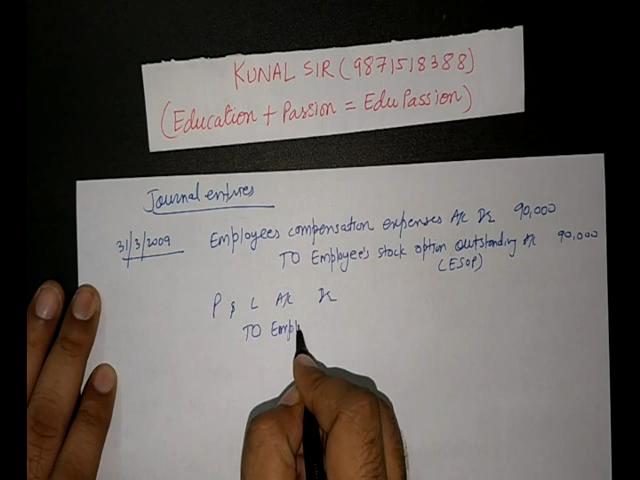 KUNAL SIR (9871518388)
(Education + Passion = EduPassion)
Journal entries
31/3/2009 Employees compensation expenses A/c Dr 90,000
TO Employee's stock option outstanding A/c 90,000
(ESOP)
P & L A/c Dr
TO Empl